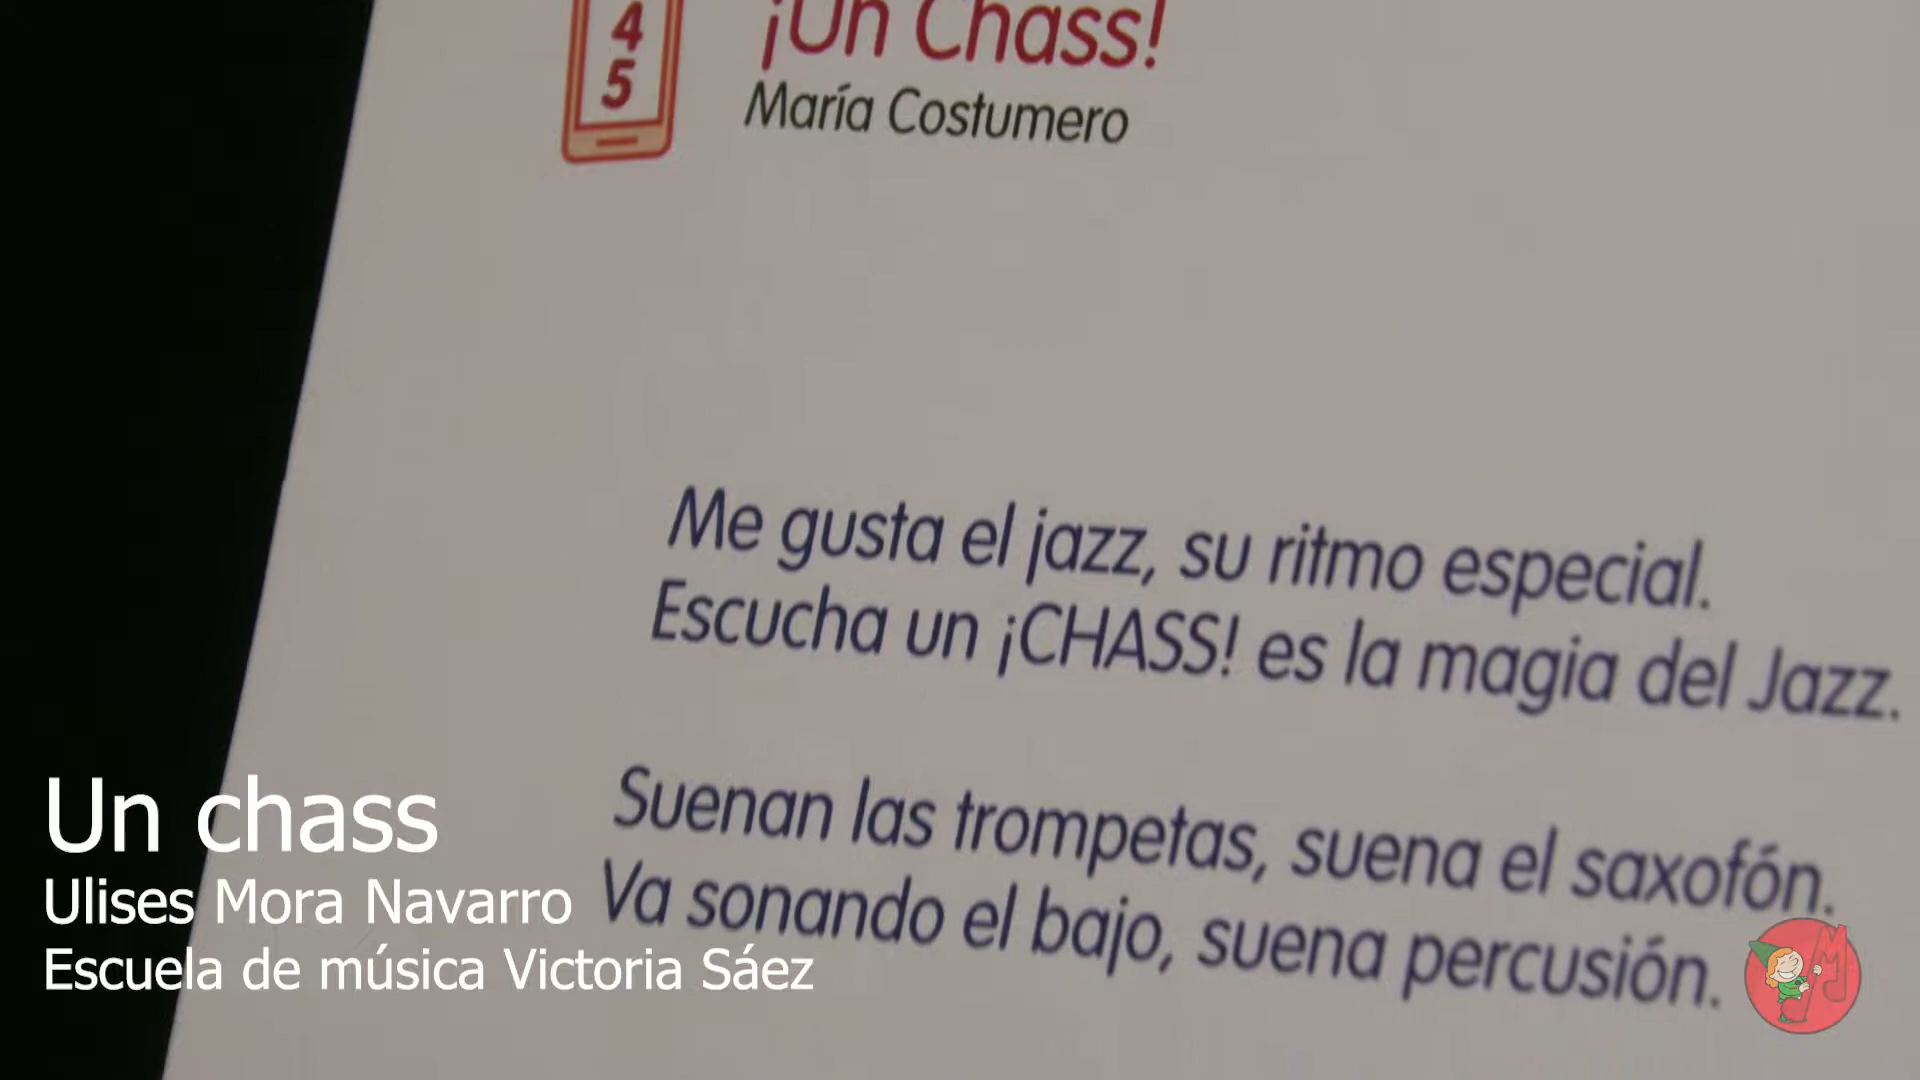 4
5
¡Un Chass!
María Costumero
Me gusta el jazz, su ritmo especial.
Escucha un ¡CHASS! es la magia del Jazz.
Suenan las trompetas, suena el saxofón.
Va sonando el bajo, suena percusión.
Un chass
Ulises Mora Navarro
Escuela de música Victoria Sáez